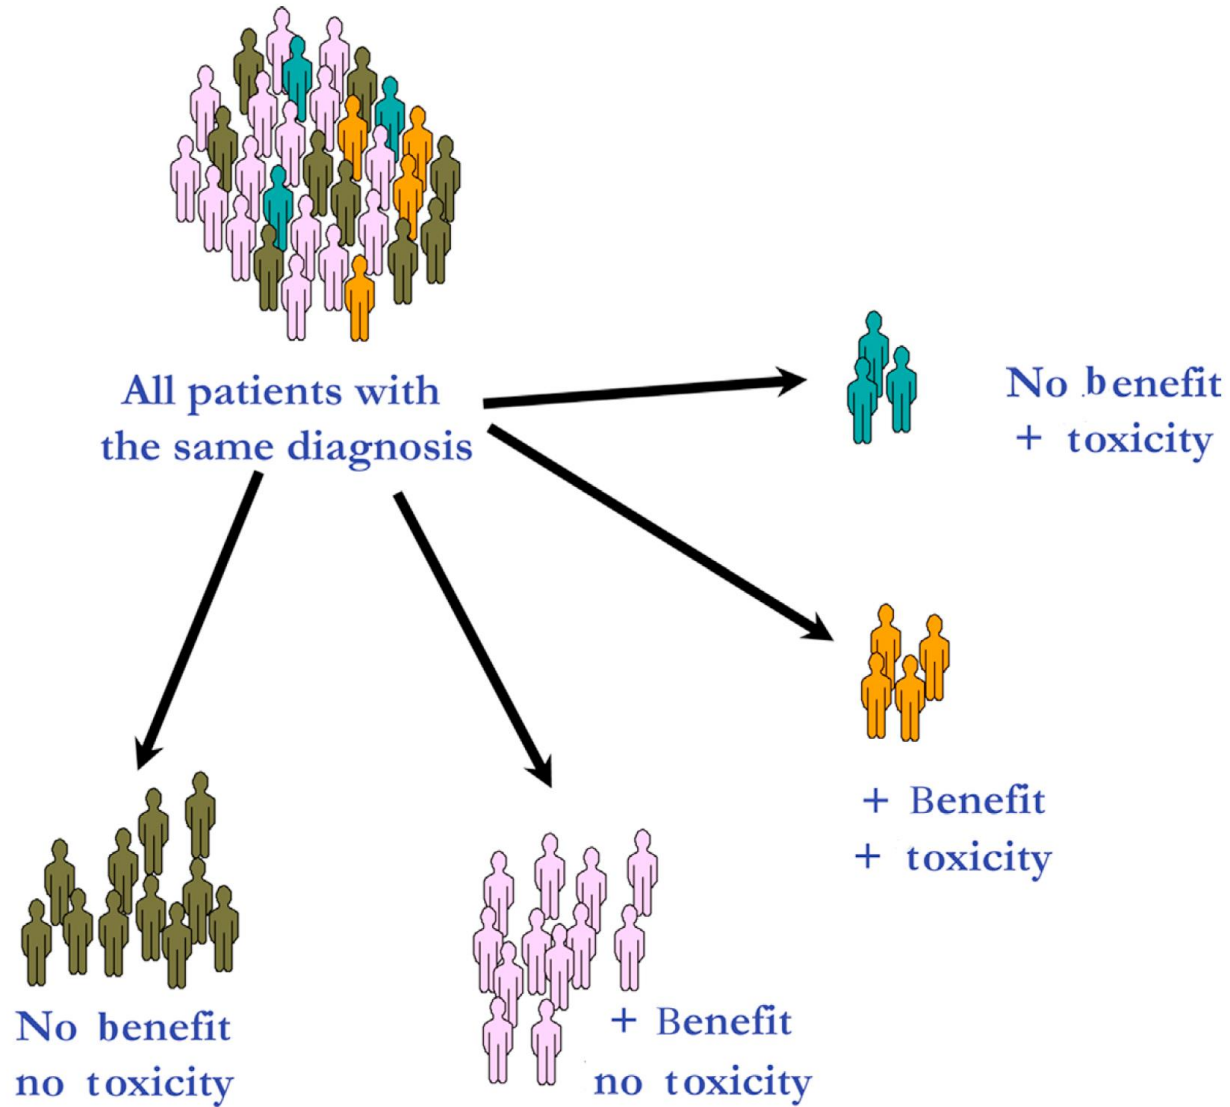 All patients with
the same diagnosis
No benefit
+ toxicity
+ Benefit
+ toxicity
No benefit
no toxicity
+ Benefit
no toxicity